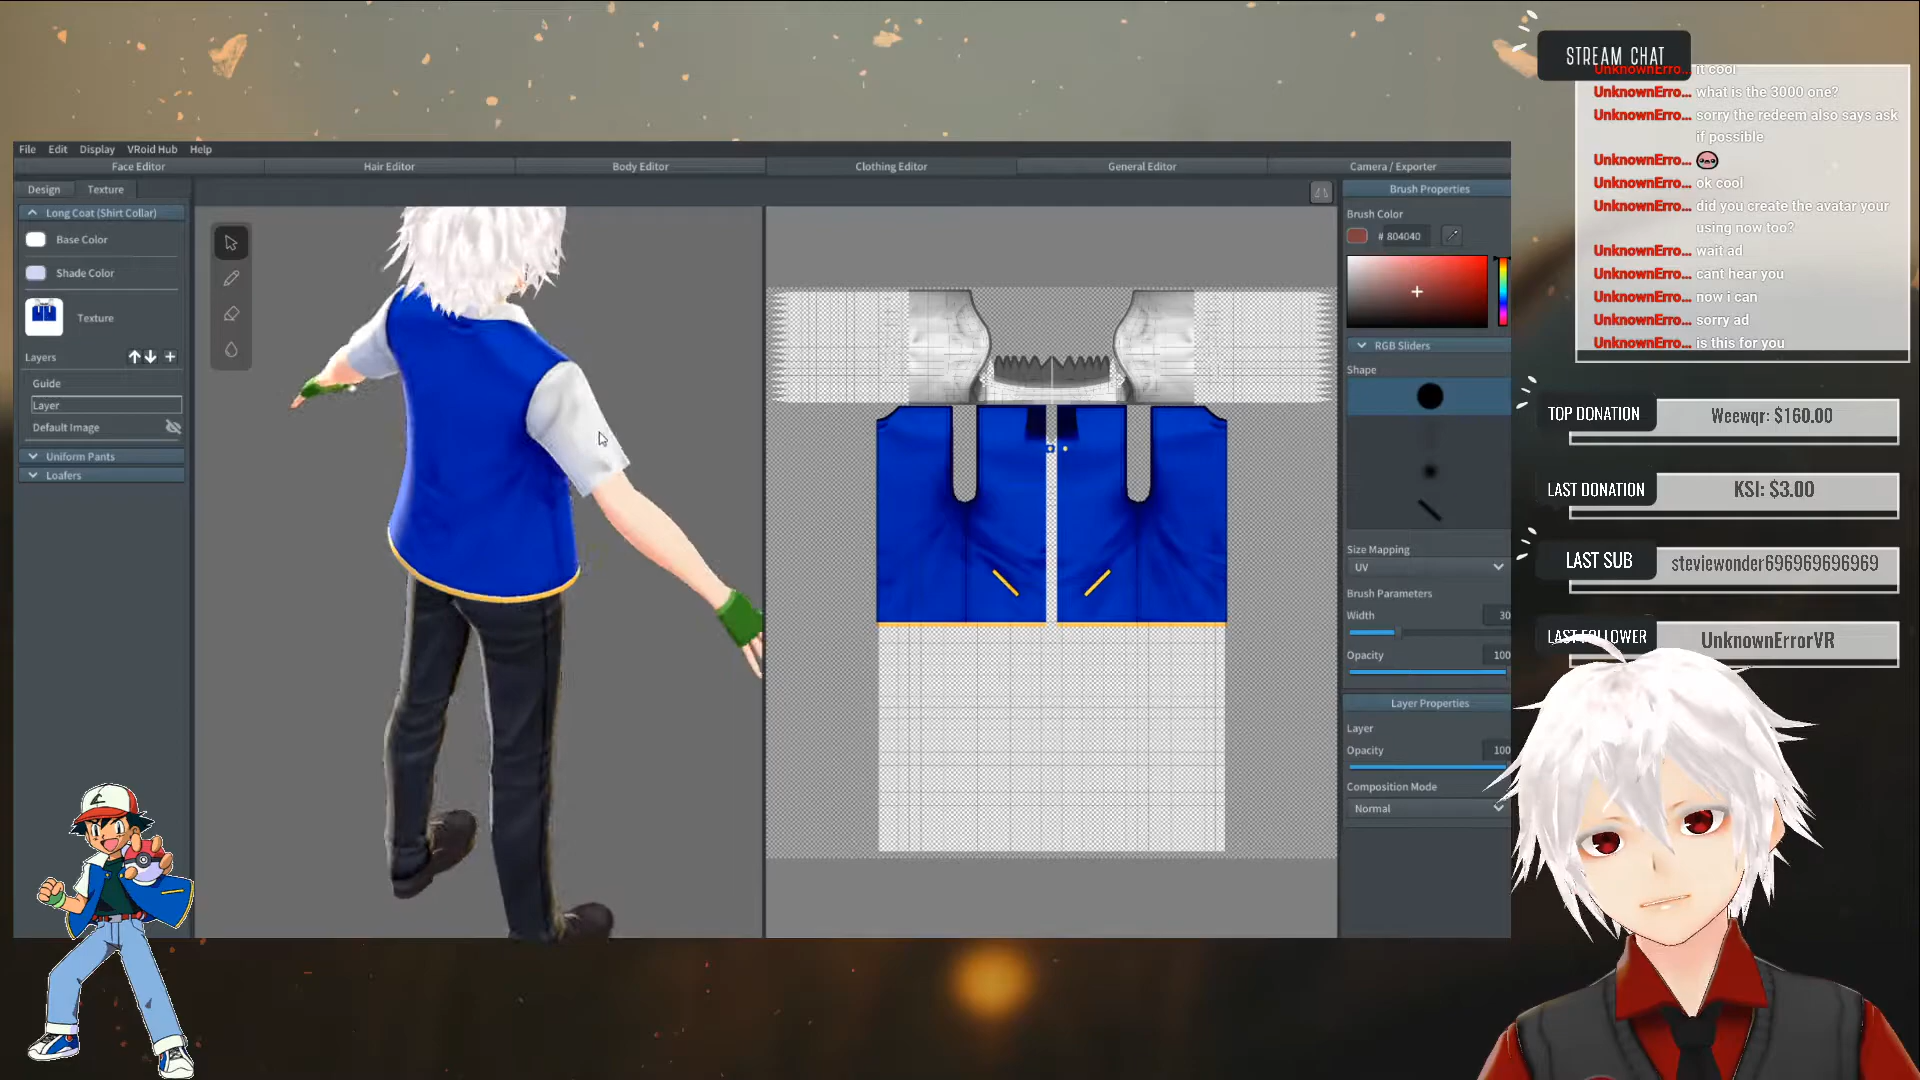 File Edit Display VRoid Hub Help
Face Editor Hair Editor Body Editor Clothing Editor General Editor Camera / Exporter
Design Texture
Long Coat (Shirt Collar)
Base Color
Shade Color
Texture
Layers
Guide
Layer
Default Image
Uniform Pants
Loafers
Brush Properties
Brush Color
# 804040
RGB Sliders
Shape
Size Mapping
UV
Brush Parameters
Width 30
Opacity 100
Layer Properties
Layer
Opacity 100
Composition Mode
Normal
STREAM CHAT
UnknownErro... it cool
UnknownErro... what is the 3000 one?
UnknownErro... sorry the redeem also says ask
if possible
UnknownErro...
UnknownErro... ok cool
UnknownErro... did you create the avatar your
using now too?
UnknownErro... wait ad
UnknownErro... cant hear you
UnknownErro... now i can
UnknownErro... sorry ad
UnknownErro... is this for you
TOP DONATION Weewqr: $160.00
LAST DONATION KSI: $3.00
LAST SUB steviewonder696969696969
LAST FOLLOWER UnknownErrorVR